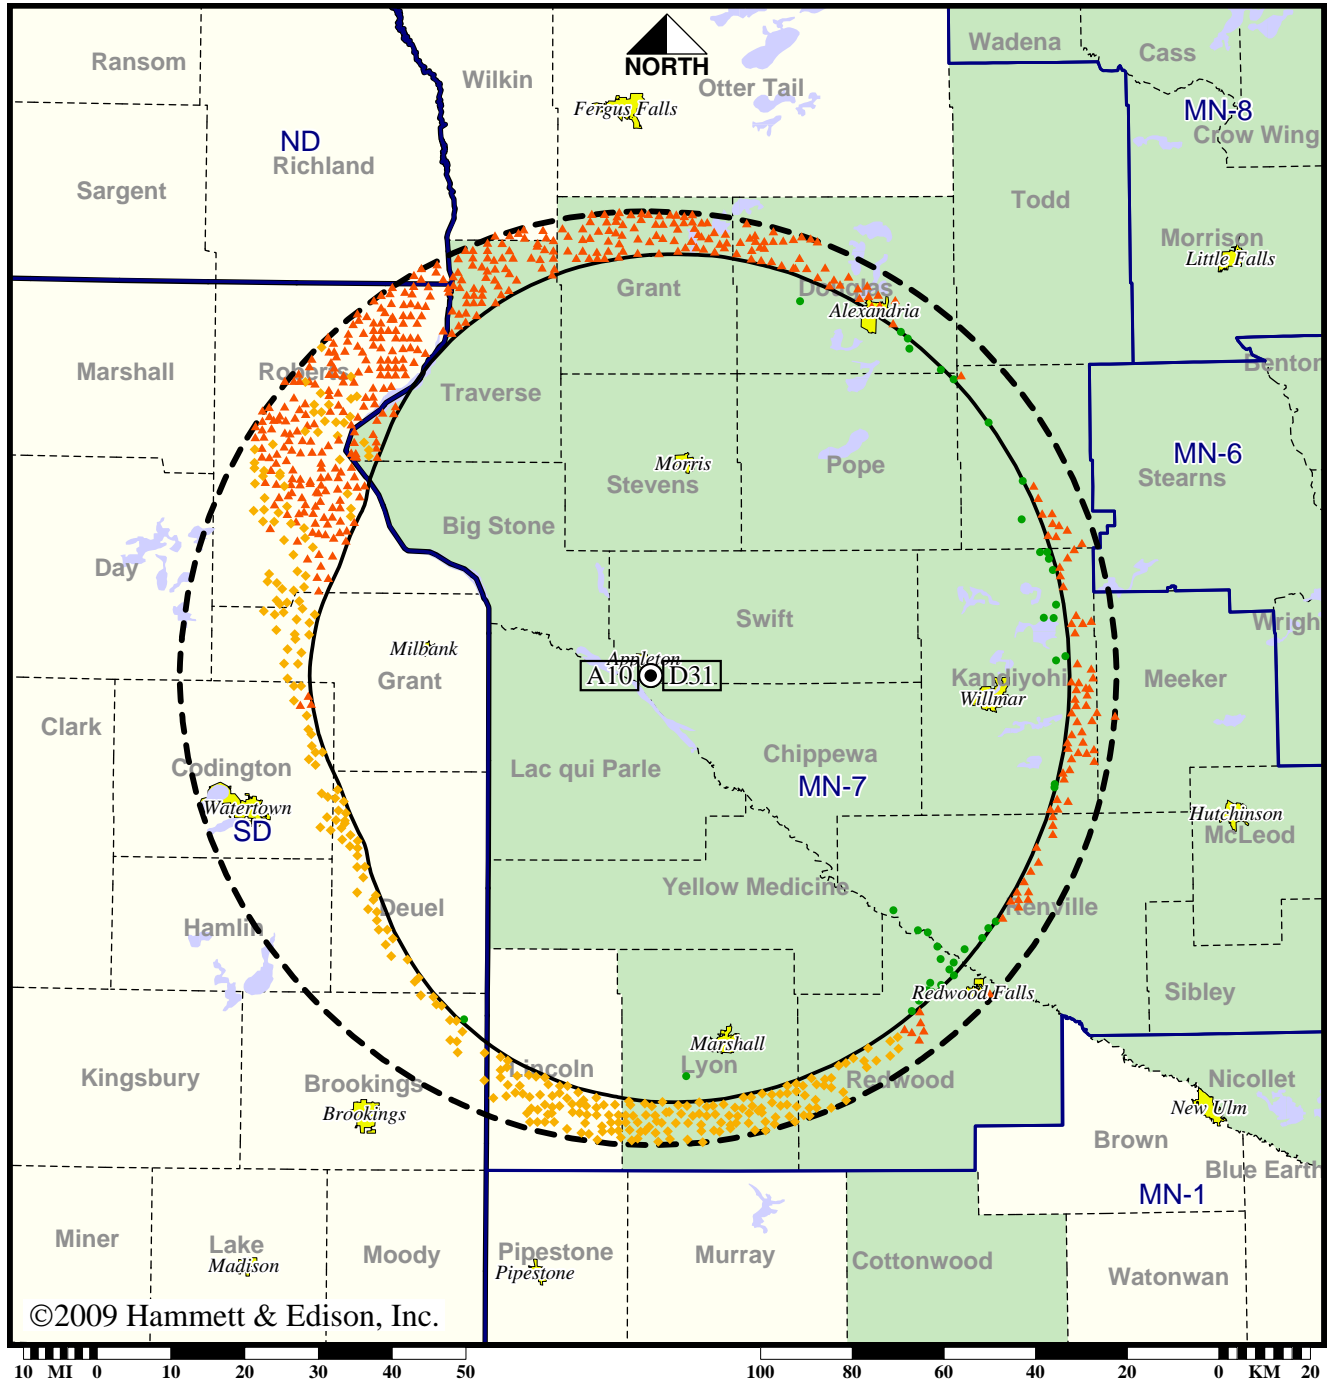 Wadena
Cass
Ransom
Wilkin
NORTH
Otter Tail
Fergus Falls
MN-8
Crow Wing
ND
Richland
Sargent
Todd
Morrison
Little Falls
Grant
Douglas
Alexandria
Marshall
Roberts
Benton
Traverse
MN-6
Morris
Pope
Stearns
Stevens
Big Stone
Day
Swift
Wrigh
Milbank
Appleton
A10 D31
Grant
Kandiyohi
Willmar
Meeker
Clark
Chippewa
Codington
Lac qui Parle
MN-7
Watertown
SD
Hutchinson
McLeod
Yellow Medicine
Deuel
Renville
Hamlin
Redwood Falls
Sibley
Marshall
Lincoln
Lyon
Kingsbury
Brookings
Redwood
Nicollet
Brookings
New Ulm
Brown
Blue Earth
MN-1
Miner
Lake
Madison
Moody
Pipestone
Pipestone
Murray
Cottonwood
Watonwan
©2009 Hammett & Edison, Inc.
10 MI 0 10 20 30 40 50 100 80 60 40 20 0 KM 20